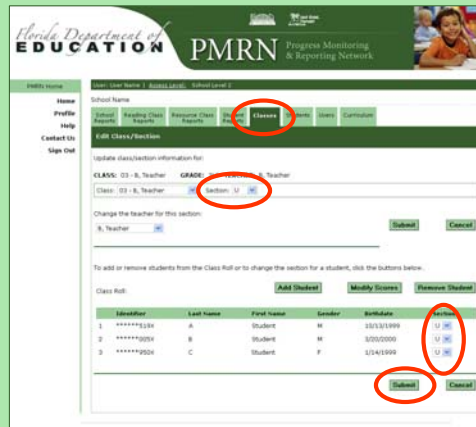 Florida Department of
EDUCATION
PMRN Progress Monitoring
& Reporting Network
PMRN Home
User: User Name | Access Level: School Level 2
Home
Profile
Help
Contact Us
Sign Out
School Name
School Reports Reading Class Reports Resource Class Reports Student Reports Classes Students Users Curriculum
Edit Class/Section
Update class/section information for:
CLASS: 03 - B, Teacher GRADE: B, Teacher
Class: 03 - B, Teacher Section: U
Change the teacher for this section:
B, Teacher Submit Cancel
To add or remove students from the Class Roll or to change the section for a student, click the buttons below.
Class Roll: Add Student Modify Scores Remove Student
Identifier Last Name First Name Gender Birthdate Section
1 ******519X A Student M 10/13/1999 U
2 ******005X B Student M 3/20/2000 U
3 ******950X C Student F 1/14/1999 U
Submit Cancel